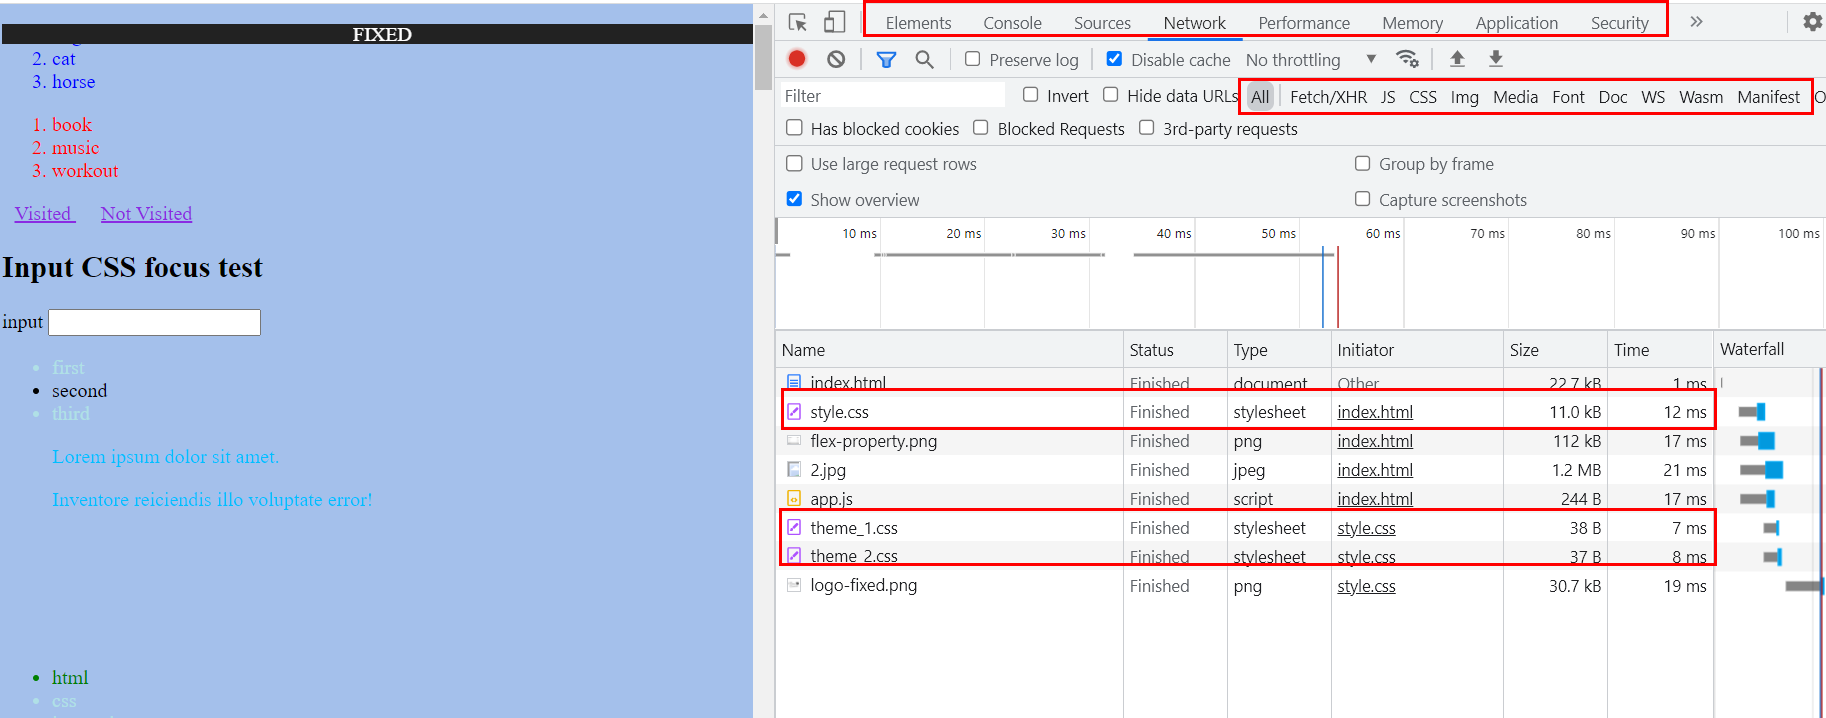 FIXED
2. cat
3. horse
1. book
2. music
3. workout
Visited Not Visited
Input CSS focus test
input
first
second
third
Lorem ipsum dolor sit amet.
Inventore reiciendis illo voluptate error!
html
css
Elements Console Sources Network Performance Memory Application Security »
Preserve log Disable cache No throttling
Filter Invert Hide data URLs All Fetch/XHR JS CSS Img Media Font Doc WS Wasm Manifest
Has blocked cookies Blocked Requests 3rd-party requests
Use large request rows Group by frame
Show overview Capture screenshots
10 ms 20 ms 30 ms 40 ms 50 ms 60 ms 70 ms 80 ms 90 ms 100 ms
Name Status Type Initiator Size Time Waterfall
index.html Finished document Other 22.7 kB 1 ms
style.css Finished stylesheet index.html 11.0 kB 12 ms
flex-property.png Finished png index.html 112 kB 17 ms
2.jpg Finished jpeg index.html 1.2 MB 21 ms
app.js Finished script index.html 244 B 17 ms
theme_1.css Finished stylesheet style.css 38 B 7 ms
theme_2.css Finished stylesheet style.css 37 B 8 ms
logo-fixed.png Finished png style.css 30.7 kB 19 ms